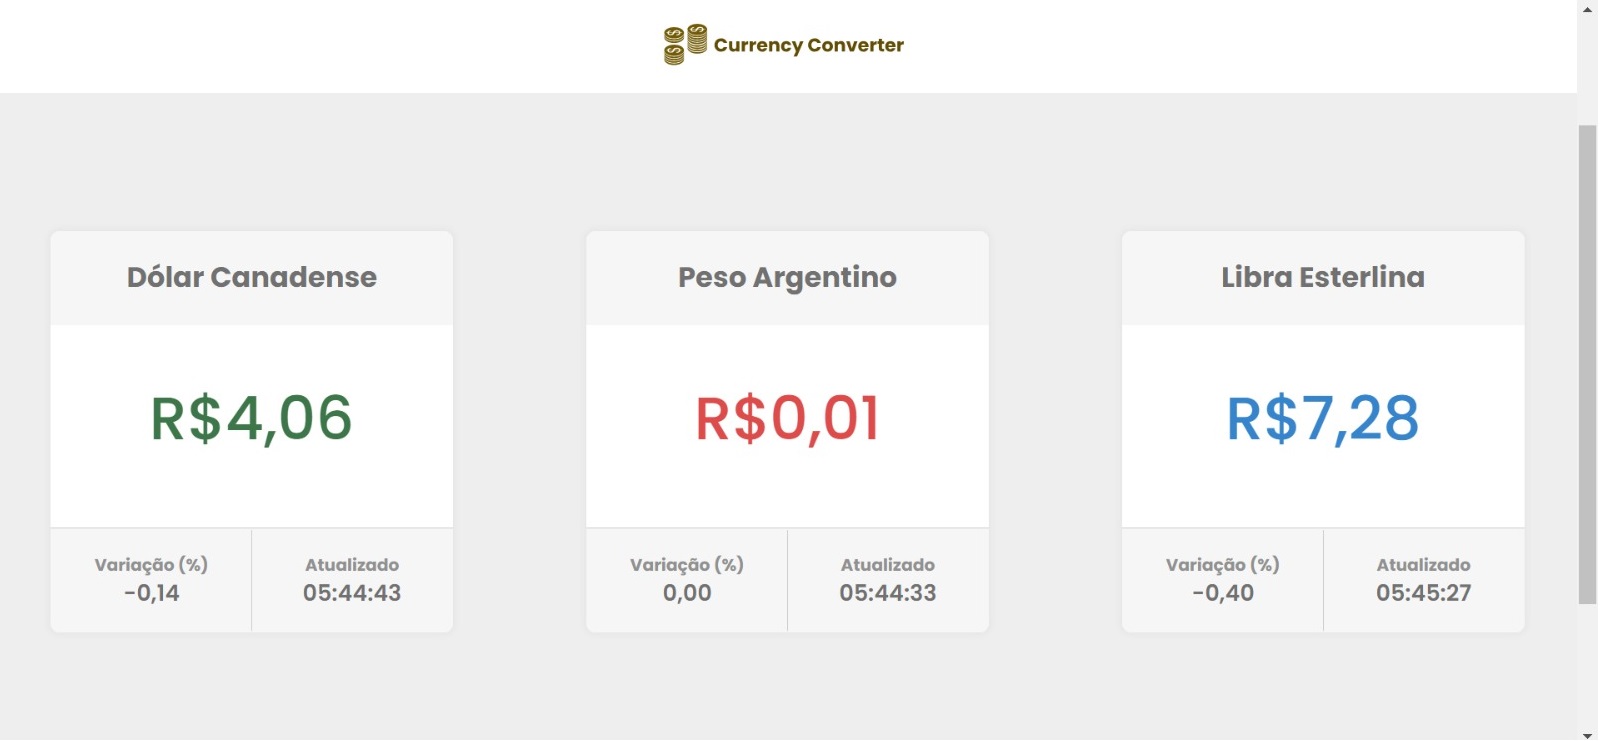 Currency Converter
Dólar Canadense
R$4,06
Variação (%)
-0,14
Atualizado
05:44:43
Peso Argentino
R$0,01
Variação (%)
0,00
Atualizado
05:44:33
Libra Esterlina
R$7,28
Variação (%)
-0,40
Atualizado
05:45:27